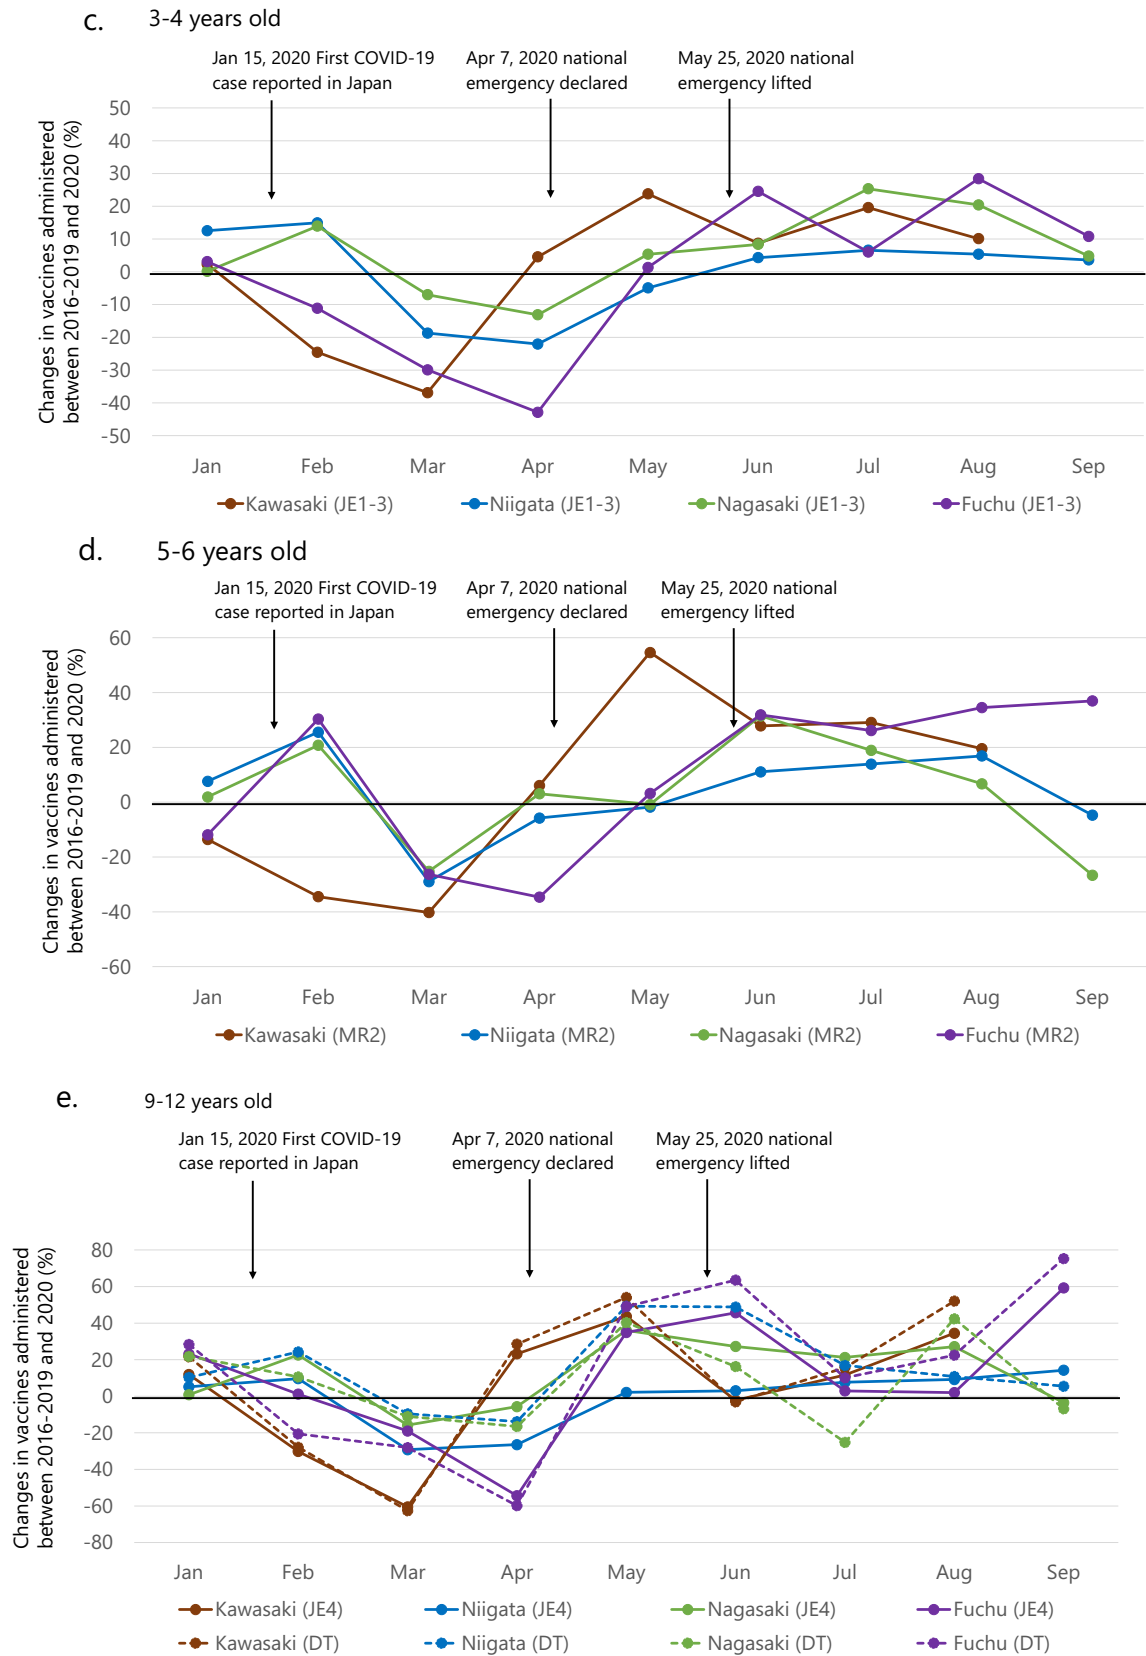 c. 3-4 years old
Jan 15, 2020 First COVID-19
case reported in Japan
Apr 7, 2020 national
emergency declared
May 25, 2020 national
emergency lifted
Changes in vaccines administered
between 2016-2019 and 2020 (%)
50
40
30
20
10
0
-10
-20
-30
-40
-50
Jan Feb Mar Apr May Jun Jul Aug Sep
Kawasaki (JE1-3) Niigata (JE1-3) Nagasaki (JE1-3) Fuchu (JE1-3)
d. 5-6 years old
Jan 15, 2020 First COVID-19
case reported in Japan
Apr 7, 2020 national
emergency declared
May 25, 2020 national
emergency lifted
Changes in vaccines administered
between 2016-2019 and 2020 (%)
60
40
20
0
-20
-40
-60
Jan Feb Mar Apr May Jun Jul Aug Sep
Kawasaki (MR2) Niigata (MR2) Nagasaki (MR2) Fuchu (MR2)
e. 9-12 years old
Jan 15, 2020 First COVID-19
case reported in Japan
Apr 7, 2020 national
emergency declared
May 25, 2020 national
emergency lifted
Changes in vaccines administered
between 2016-2019 and 2020 (%)
80
60
40
20
0
-20
-40
-60
-80
Jan Feb Mar Apr May Jun Jul Aug Sep
Kawasaki (JE4) Niigata (JE4) Nagasaki (JE4) Fuchu (JE4)
Kawasaki (DT) Niigata (DT) Nagasaki (DT) Fuchu (DT)